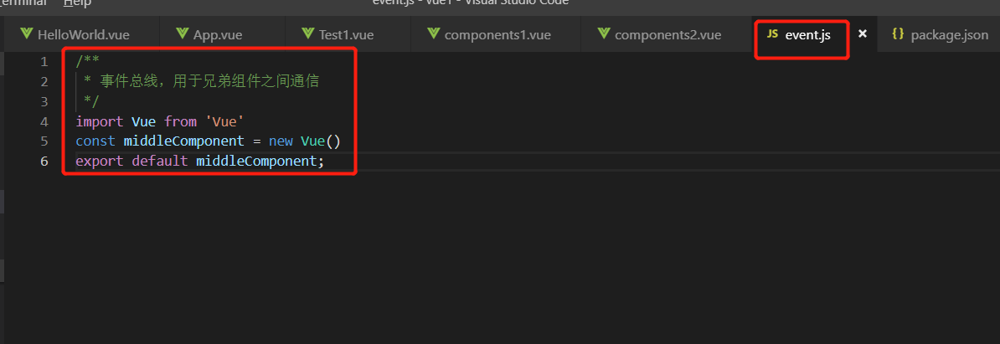 Terminal Help event.js - vue1 - Visual Studio Code
HelloWorld.vue App.vue Test1.vue components1.vue components2.vue JS event.js × {} package.json
1 /**
2 * 事件总线，用于兄弟组件之间通信
3 */
4 import Vue from 'Vue'
5 const middleComponent = new Vue()
6 export default middleComponent;